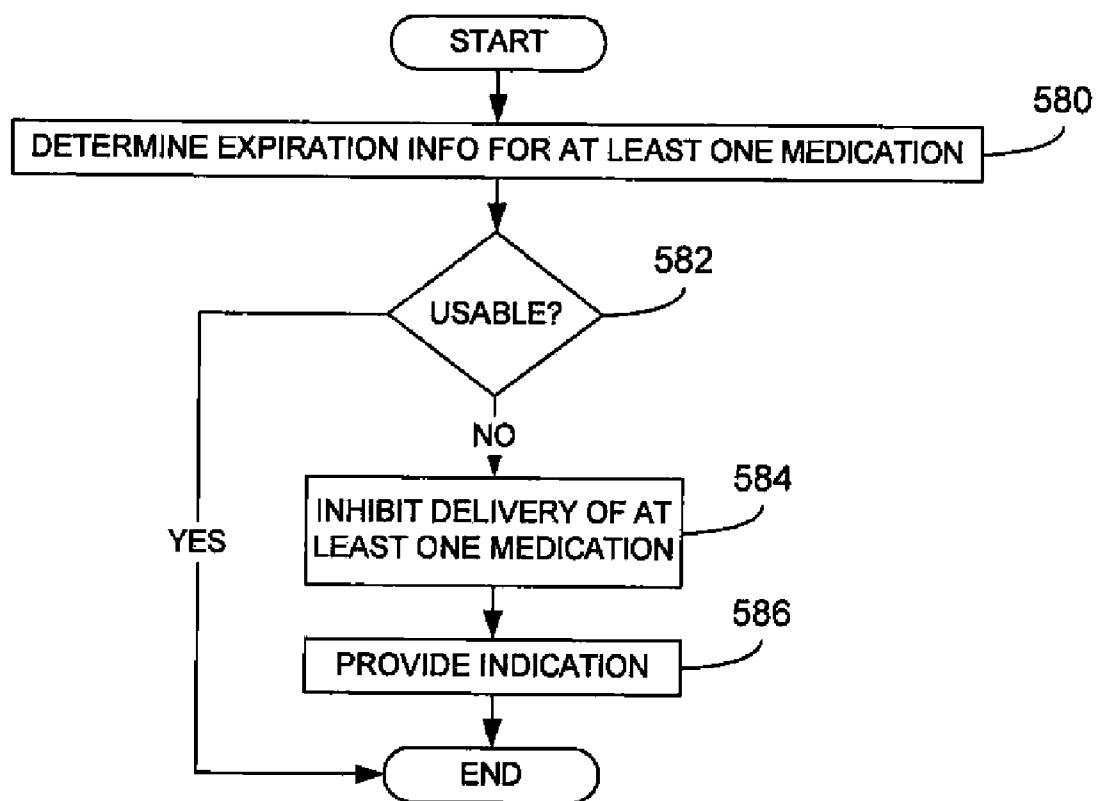 START
580
DETERMINE EXPIRATION INFO FOR AT LEAST ONE MEDICATION
582
USABLE?
NO
YES
584
INHIBIT DELIVERY OF AT
LEAST ONE MEDICATION
586
PROVIDE INDICATION
END